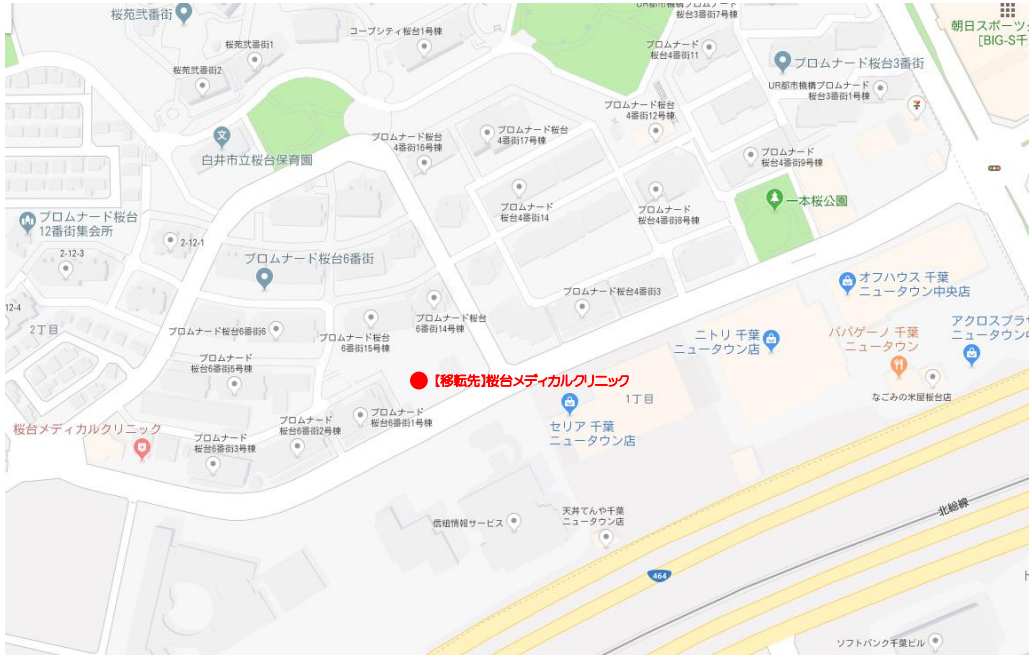 桜苑弐番街
コープシティ桜台1号棟
UR都市機構プロムナード
桜台3番街7号棟
朝日スポーツ
[BIG-S千
桜苑弐番街1
プロムナード
桜台4番街11
プロムナード桜台3番街
桜苑弐番街2
UR都市機構プロムナード
桜台3番街1号棟
プロムナード桜台
4番街12号棟
白井市立桜台保育園
プロムナード桜台
4番街16号棟
プロムナード桜台
4番街17号棟
プロムナード
桜台4番街9号棟
プロムナード桜台
12番街集会所
プロムナード
桜台4番街14
プロムナード
桜台4番街8号棟
一本桜公園
2-12-1
2-12-3
プロムナード桜台6番街
12-4
2丁目
プロムナード桜台6番街6
プロムナード桜台
6番街15号棟
プロムナード桜台
6番街14号棟
プロムナード桜台4番街3
オフハウス 千葉
ニュータウン中央店
ニトリ 千葉
ニュータウン店
パパゲーノ 千葉
ニュータウン
アクロスプラザ
ニュータウン中
プロムナード
桜台6番街5号棟
【移転先】桜台メディカルクリニック
1丁目
なごみの米屋桜台店
セリア 千葉
ニュータウン店
桜台メディカルクリニック
プロムナード
桜台6番街3号棟
プロムナード
桜台6番街2号棟
プロムナード
桜台6番街1号棟
信組情報サービス
天丼てんや千葉
ニュータウン店
北総線
464
ソフトバンク千葉ビル